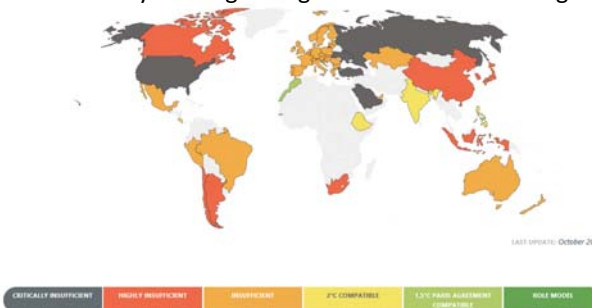 LAST UPDATE: October 20
CRITICALLY INSUFFICIENT
HIGHLY INSUFFICIENT
INSUFFICIENT
2°C COMPATIBLE
1.5°C PARIS AGREEMENT
COMPATIBLE
ROLE MODEL